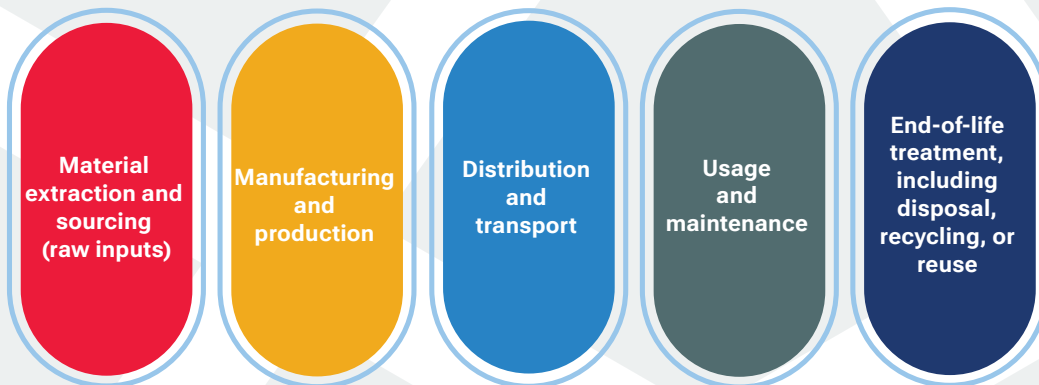 Material
extraction and
sourcing
(raw inputs)
Manufacturing
and
production
Distribution
and
transport
Usage
and
maintenance
End-of-life
treatment,
including
disposal,
recycling, or
reuse